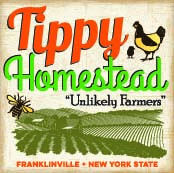 Tippy
Homestead
"Unlikely Farmers"
FRANKLINVILLE • NEW YORK STATE